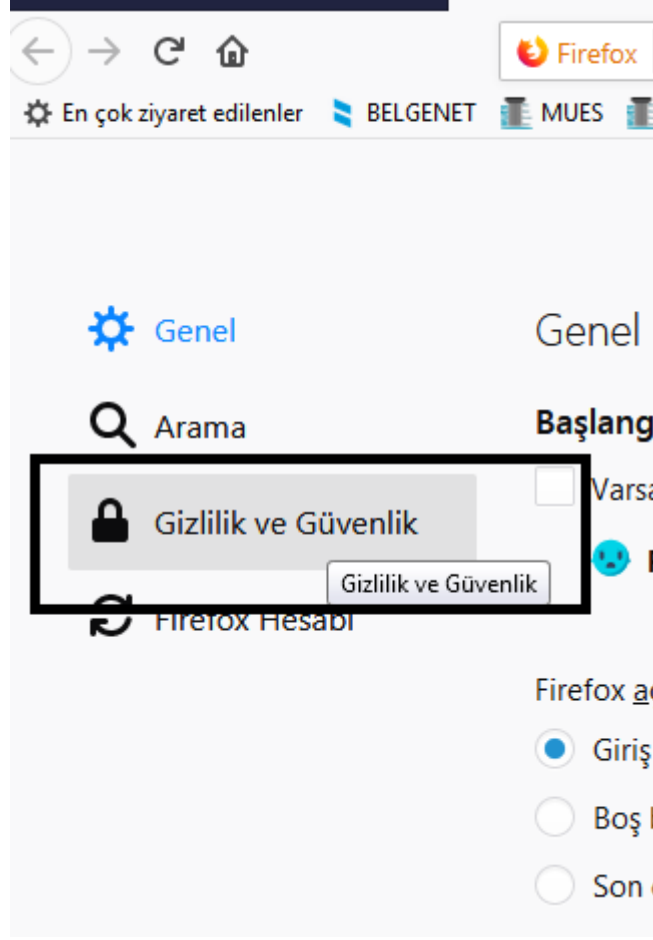 Firefox
En çok ziyaret edilenler BELGENET MUES
Genel
Genel
Arama
Gizlilik ve Güvenlik
Gizlilik ve Güvenlik
Firefox Hesabı
Başlang
Varsa
Firefox a
Giriş
Boş
Son